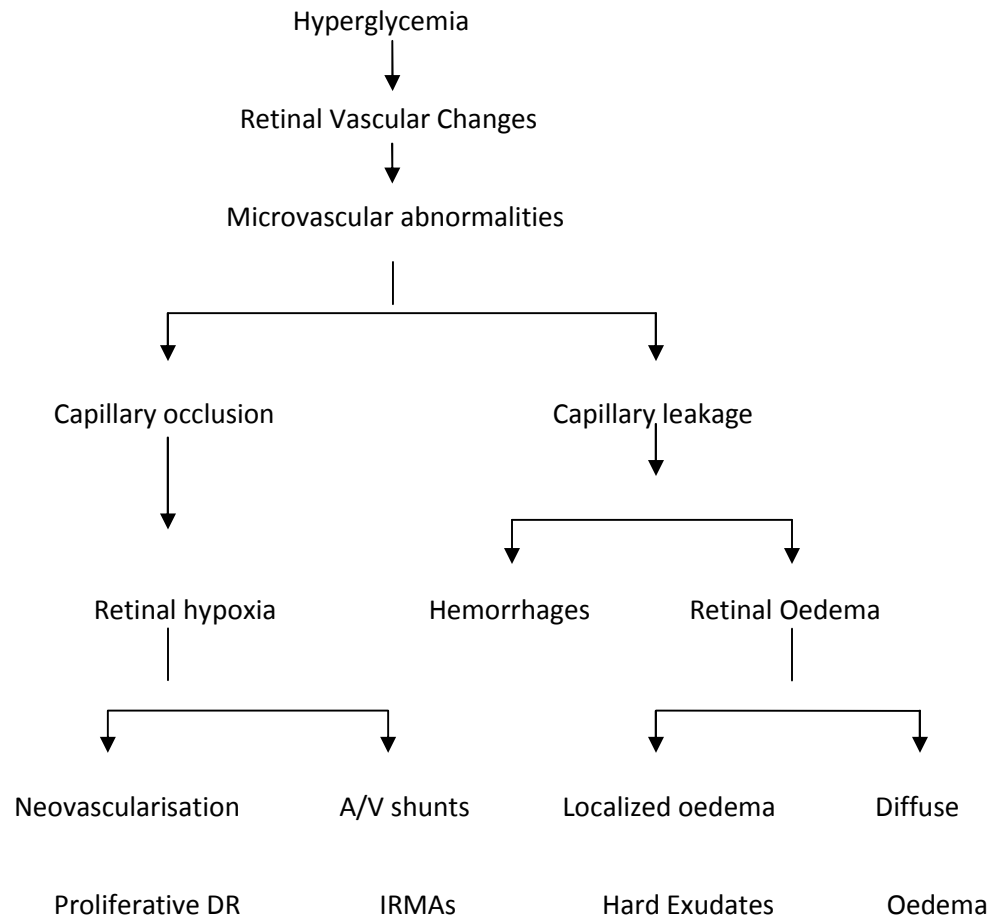 Hyperglycemia
Retinal Vascular Changes
Microvascular abnormalities
Capillary occlusion
Capillary leakage
Retinal hypoxia
Hemorrhages
Retinal Oedema
Neovascularisation
A/V shunts
Localized oedema
Diffuse
Proliferative DR
IRMAs
Hard Exudates
Oedema